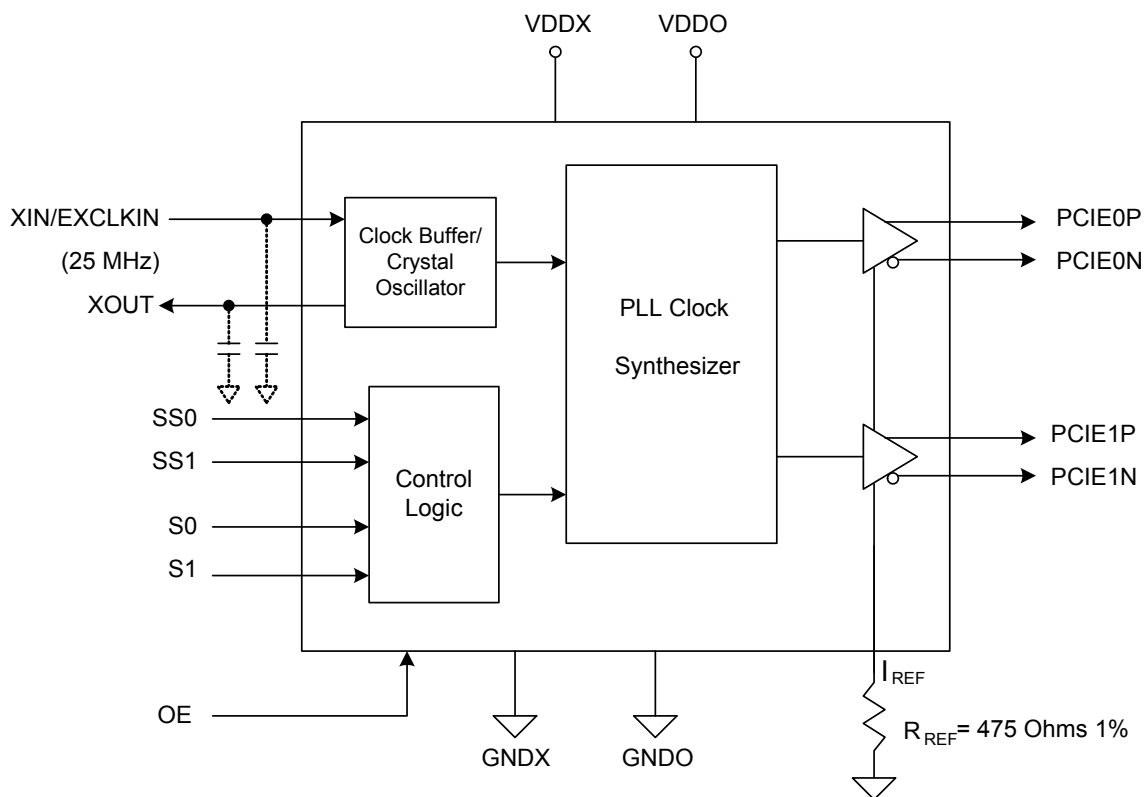 VDDX
VDDO
XIN/EXCLKIN
(25 MHz)
XOUT
Clock Buffer/
Crystal
Oscillator
PLL Clock
Synthesizer
PCIE0P
PCIE0N
SS0
SS1
S0
S1
Control
Logic
PCIE1P
PCIE1N
OE
GNDX
GNDO
IREF
RREF= 475 Ohms 1%